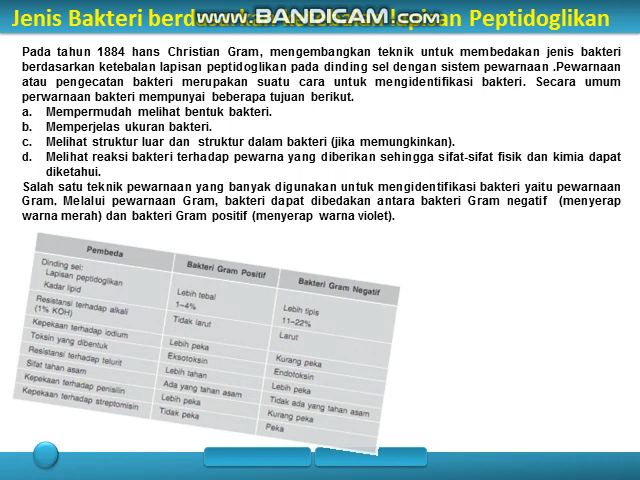 Jenis Bakteri berdasarkan Ketebalan lapisan Peptidoglikan
www.BANDICAM.com
Pada tahun 1884 hans Christian Gram, mengembangkan teknik untuk membedakan jenis bakteri
berdasarkan ketebalan lapisan peptidoglikan pada dinding sel dengan sistem pewarnaan .Pewarnaan
atau pengecatan bakteri merupakan suatu cara untuk mengidentifikasi bakteri. Secara umum
perwarnaan bakteri mempunyai beberapa tujuan berikut.
a. Mempermudah melihat bentuk bakteri.
b. Memperjelas ukuran bakteri.
c. Melihat struktur luar dan struktur dalam bakteri (jika memungkinkan).
d. Melihat reaksi bakteri terhadap pewarna yang diberikan sehingga sifat-sifat fisik dan kimia dapat
diketahui.
Salah satu teknik pewarnaan yang banyak digunakan untuk mengidentifikasi bakteri yaitu pewarnaan
Gram. Melalui pewarnaan Gram, bakteri dapat dibedakan antara bakteri Gram negatif (menyerap
warna merah) dan bakteri Gram positif (menyerap warna violet).
Pembeda Bakteri Gram Positif Bakteri Gram Negatif
Dinding sel:
Lapisan peptidoglikan Lebih tebal Lebih tipis
Kadar lipid 1–4% 11–22%
Resistansi terhadap alkali Tidak larut Larut
(1% KOH)
Kepekaan terhadap iodium Lebih peka Kurang peka
Toksin yang dibentuk Eksotoksin Endotoksin
Resistansi terhadap telurit Lebih tahan Lebih peka
Sifat tahan asam Ada yang tahan asam Tidak ada yang tahan asam
Kepekaan terhadap penisilin Lebih peka Kurang peka
Kepekaan terhadap streptomisin Tidak peka Peka